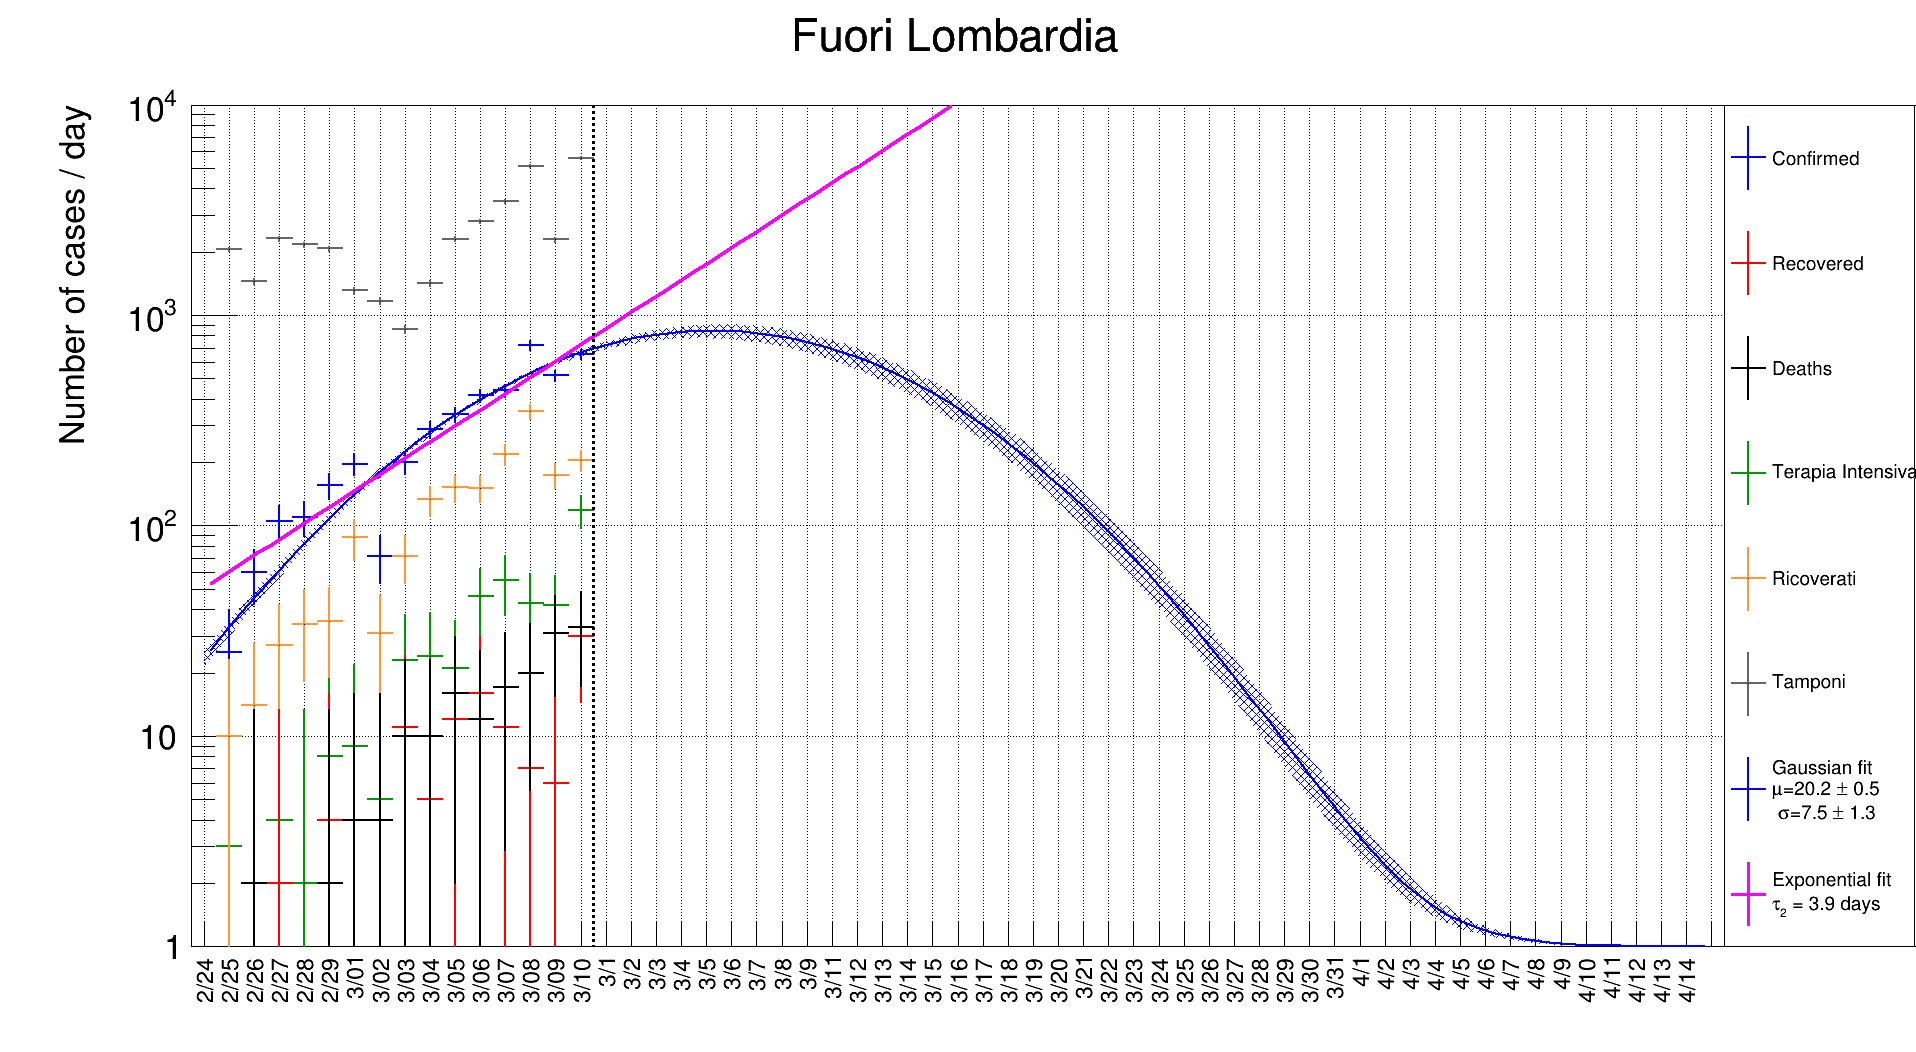 Fuori Lombardia
Number of cases / day
10⁴
10³
10²
10
1
2/24 2/25 2/26 2/27 2/28 2/29 3/01 3/02 3/03 3/04 3/05 3/06 3/07 3/08 3/09 3/10 3/1 3/2 3/3 3/4 3/5 3/6 3/7 3/8 3/9 3/11 3/12 3/13 3/14 3/15 3/16 3/17 3/18 3/19 3/20 3/21 3/22 3/23 3/24 3/25 3/26 3/27 3/28 3/29 3/30 3/31 4/1 4/2 4/3 4/4 4/5 4/6 4/7 4/8 4/9 4/10 4/11 4/12 4/13 4/14
Confirmed
Recovered
Deaths
Terapia Intensiva
Ricoverati
Tamponi
Gaussian fit
μ=20.2 ± 0.5
σ=7.5 ± 1.3
Exponential fit
τ₂ = 3.9 days